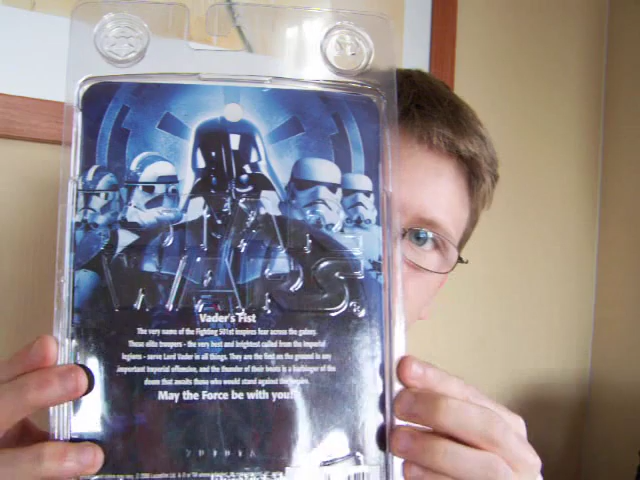 STAR
WARS
Vader's Fist
The very name of the Fighting 501st inspires fear across the galaxy.
These elite troopers - the very best and brightest culled from the Imperial
legions - serve Lord Vader in all things. They are the first on the ground in any
important Imperial offensive, and the thunder of their boots is a harbinger of the
doom that awaits those who would stand against the Empire.
May the Force be with you!